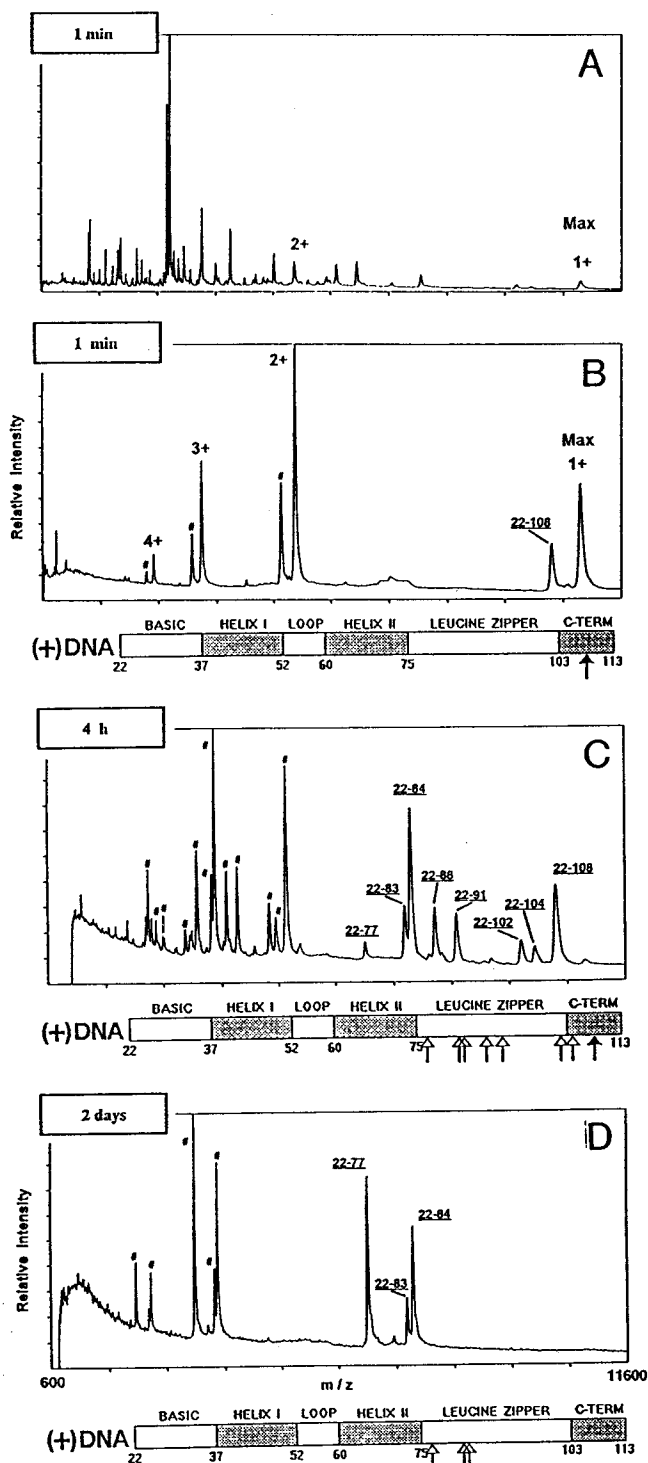 1 min
A
2+
Max
1+
1 min
B
Relative Intensity
2+
3+
4+
#
#
#
22-108
Max
1+
BASIC HELIX I LOOP HELIX II LEUCINE ZIPPER C-TERM
(+)DNA
22 37 52 60 75 103 113
4 h
C
#
#
#
#
#
#
#
#
#
#
#
#
22-77
22-83
22-84
22-88
22-91
22-102
22-104
22-108
BASIC HELIX I LOOP HELIX II LEUCINE ZIPPER C-TERM
(+)DNA
22 37 52 60 75 103 113
2 days
D
Relative Intensity
#
#
#
#
#
22-77
22-83
22-84
600 m / z 11600
BASIC HELIX I LOOP HELIX II LEUCINE ZIPPER C-TERM
(+)DNA
22 37 52 60 75 103 113